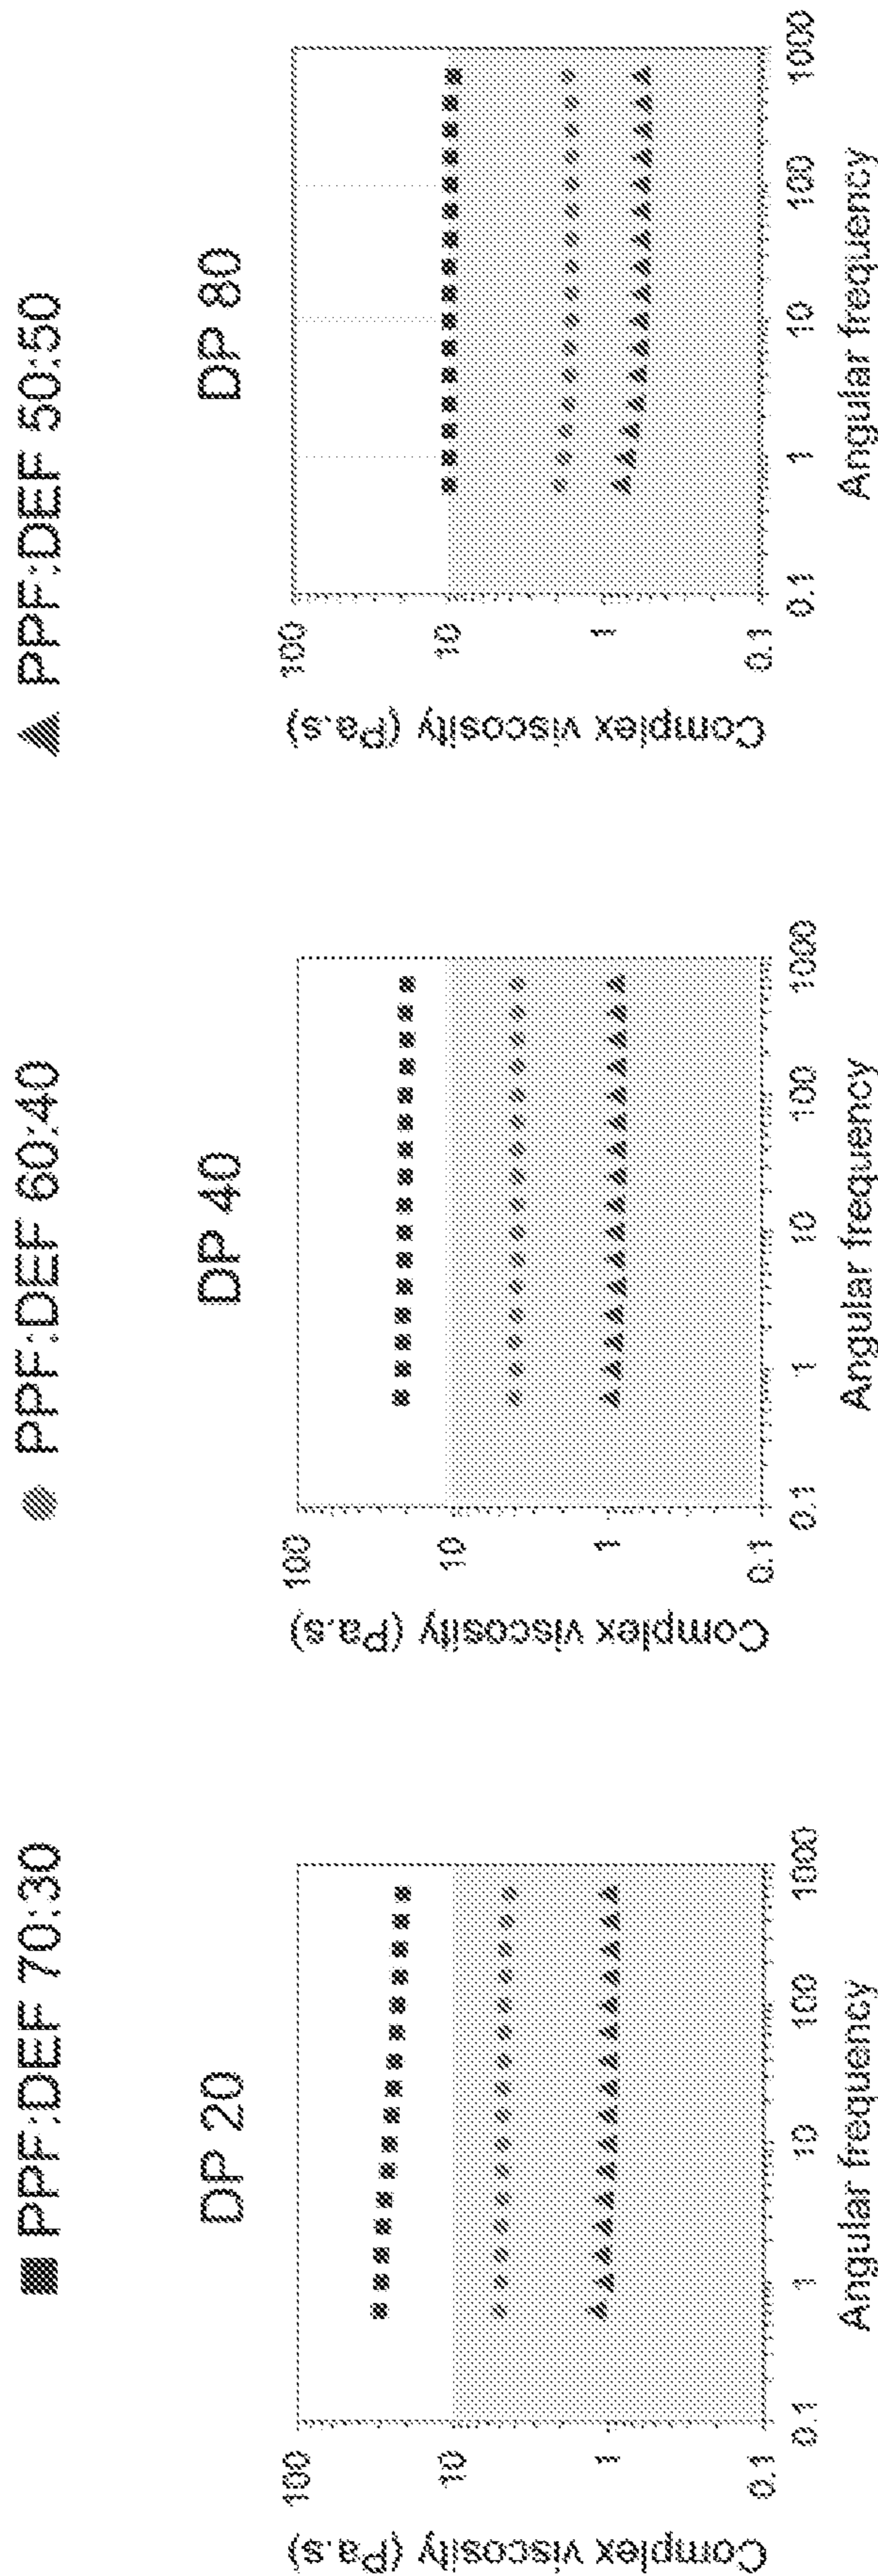 PPF:DEF 70:30
PPF:DEF 60:40
PPF:DEF 50:50
DP 20
Complex viscosity (Pa.s)
100
10
1
0.1
0.1
1
10
100
1000
Angular frequency
DP 40
Complex viscosity (Pa.s)
100
10
1
0.1
0.1
1
10
100
1000
Angular frequency
DP 80
Complex viscosity (Pa.s)
100
10
1
0.1
0.1
1
10
100
1000
Angular frequency